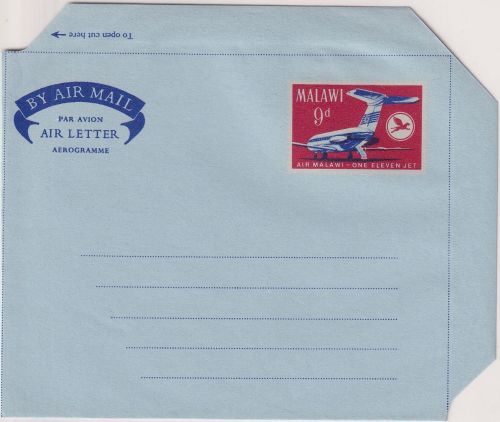 To open cut here →
BY AIR MAIL
PAR AVION
AIR LETTER
AEROGRAMME
MALAWI
9d
AIR MALAWI - ONE ELEVEN JET